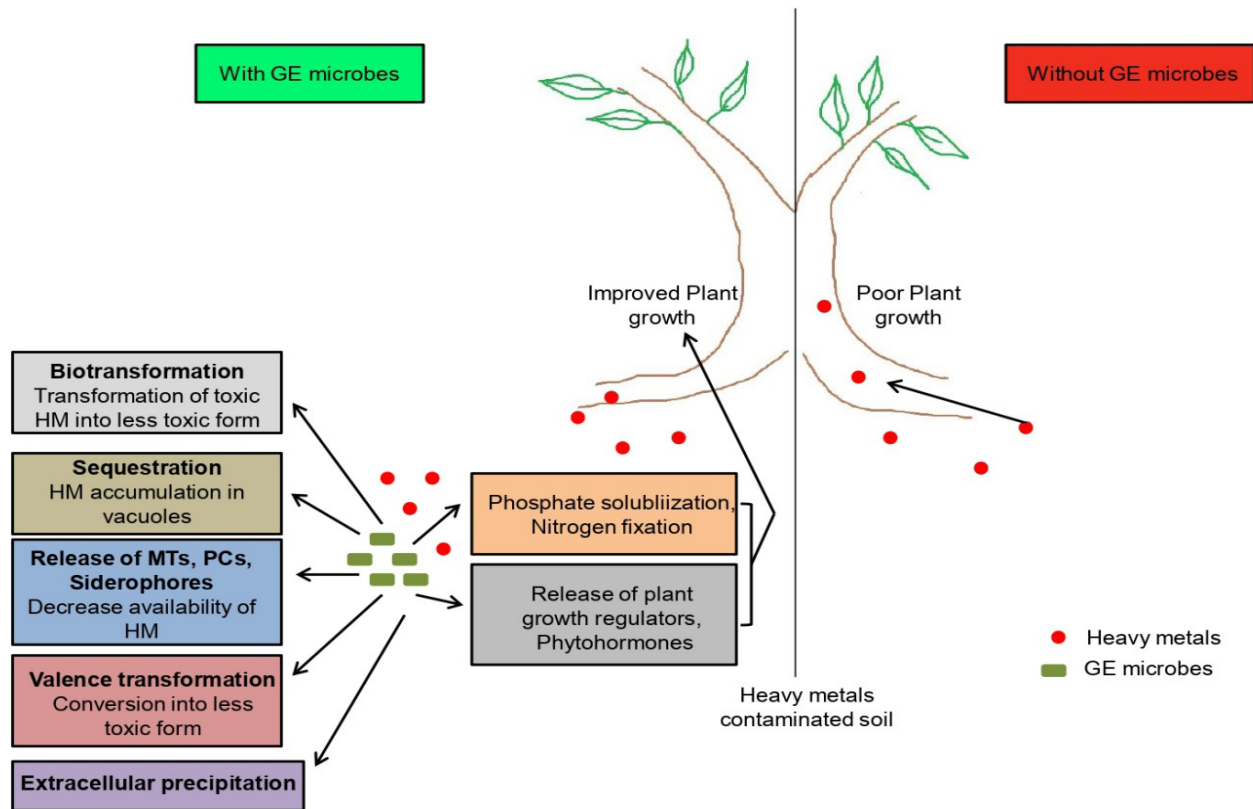 With GE microbes
Without GE microbes
Improved Plant
growth
Poor Plant
growth
Biotransformation
Transformation of toxic
HM into less toxic form
Sequestration
HM accumulation in
vacuoles
Release of MTs, PCs,
Siderophores
Decrease availability of
HM
Valence transformation
Conversion into less
toxic form
Extracellular precipitation
Phosphate solubliization,
Nitrogen fixation
Release of plant
growth regulators,
Phytohormones
Heavy metals
contaminated soil
Heavy metals
GE microbes